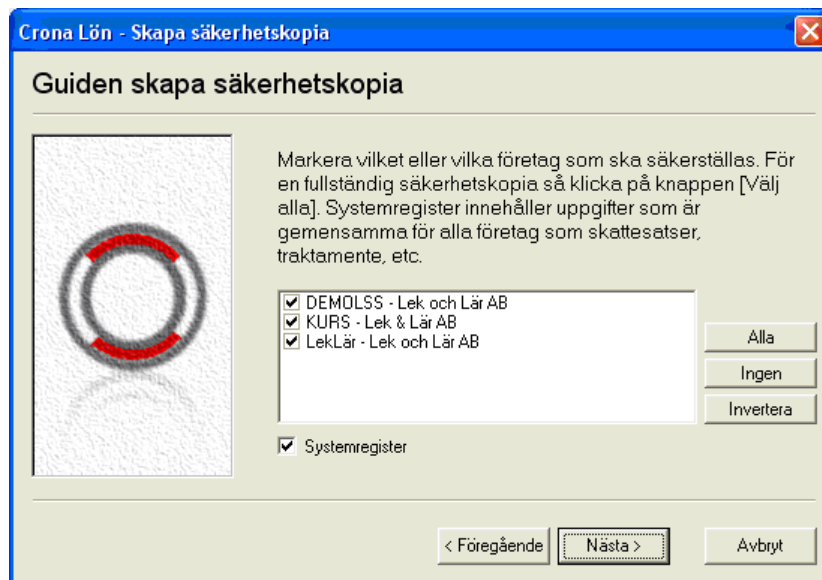 Crona Lön - Skapa säkerhetskopia
Guiden skapa säkerhetskopia
Markera vilket eller vilka företag som ska säkerställas. För
en fullständig säkerhetskopia så klicka på knappen [Välj
alla]. Systemregister innehåller uppgifter som är
gemensamma för alla företag som skattesatser,
traktamente, etc.
DEMOLSS - Lek och Lär AB
KURS - Lek & Lär AB
LekLär - Lek och Lär AB
Alla
Ingen
Invertera
Systemregister
< Föregående
Nästa >
Avbryt